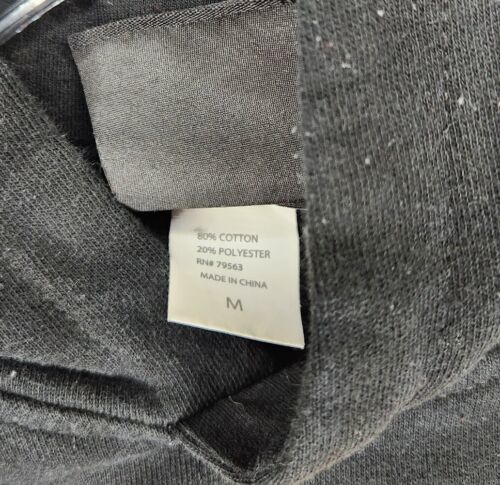 80% COTTON
20% POLYESTER
RN# 79563
MADE IN CHINA
M